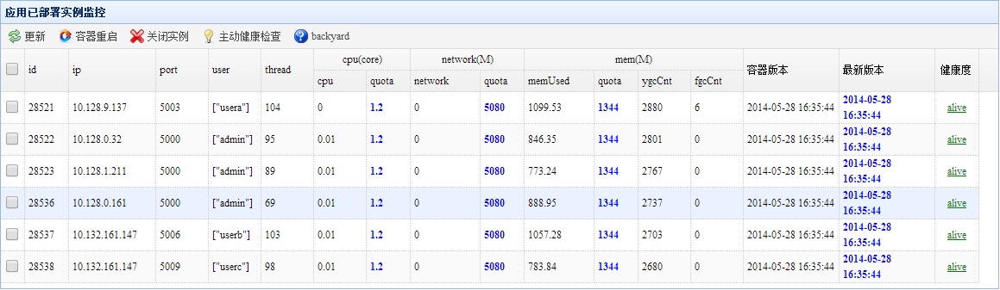 应用已部署实例监控
更新 容器重启 关闭实例 主动健康检查 backyard
id ip port user thread cpu(core) network(M) mem(M) 容器版本 最新版本 健康度
cpu quota network quota memUsed quota ygcCnt fgcCnt
28521 10.128.9.137 5003 ["usera"] 104 0 1.2 0 5080 1099.53 1344 2880 6 2014-05-28 16:35:44 2014-05-28 16:35:44 alive
28522 10.128.0.32 5000 ["admin"] 95 0.01 1.2 0 5080 846.35 1344 2801 0 2014-05-28 16:35:44 2014-05-28 16:35:44 alive
28523 10.128.1.211 5000 ["admin"] 89 0.01 1.2 0 5080 773.24 1344 2767 0 2014-05-28 16:35:44 2014-05-28 16:35:44 alive
28536 10.128.0.161 5000 ["admin"] 69 0.01 1.2 0 5080 888.95 1344 2737 0 2014-05-28 16:35:44 2014-05-28 16:35:44 alive
28537 10.132.161.147 5006 ["userb"] 103 0.01 1.2 0 5080 1057.28 1344 2703 0 2014-05-28 16:35:44 2014-05-28 16:35:44 alive
28538 10.132.161.147 5009 ["userc"] 98 0.01 1.2 0 5080 783.84 1344 2680 0 2014-05-28 16:35:44 2014-05-28 16:35:44 alive